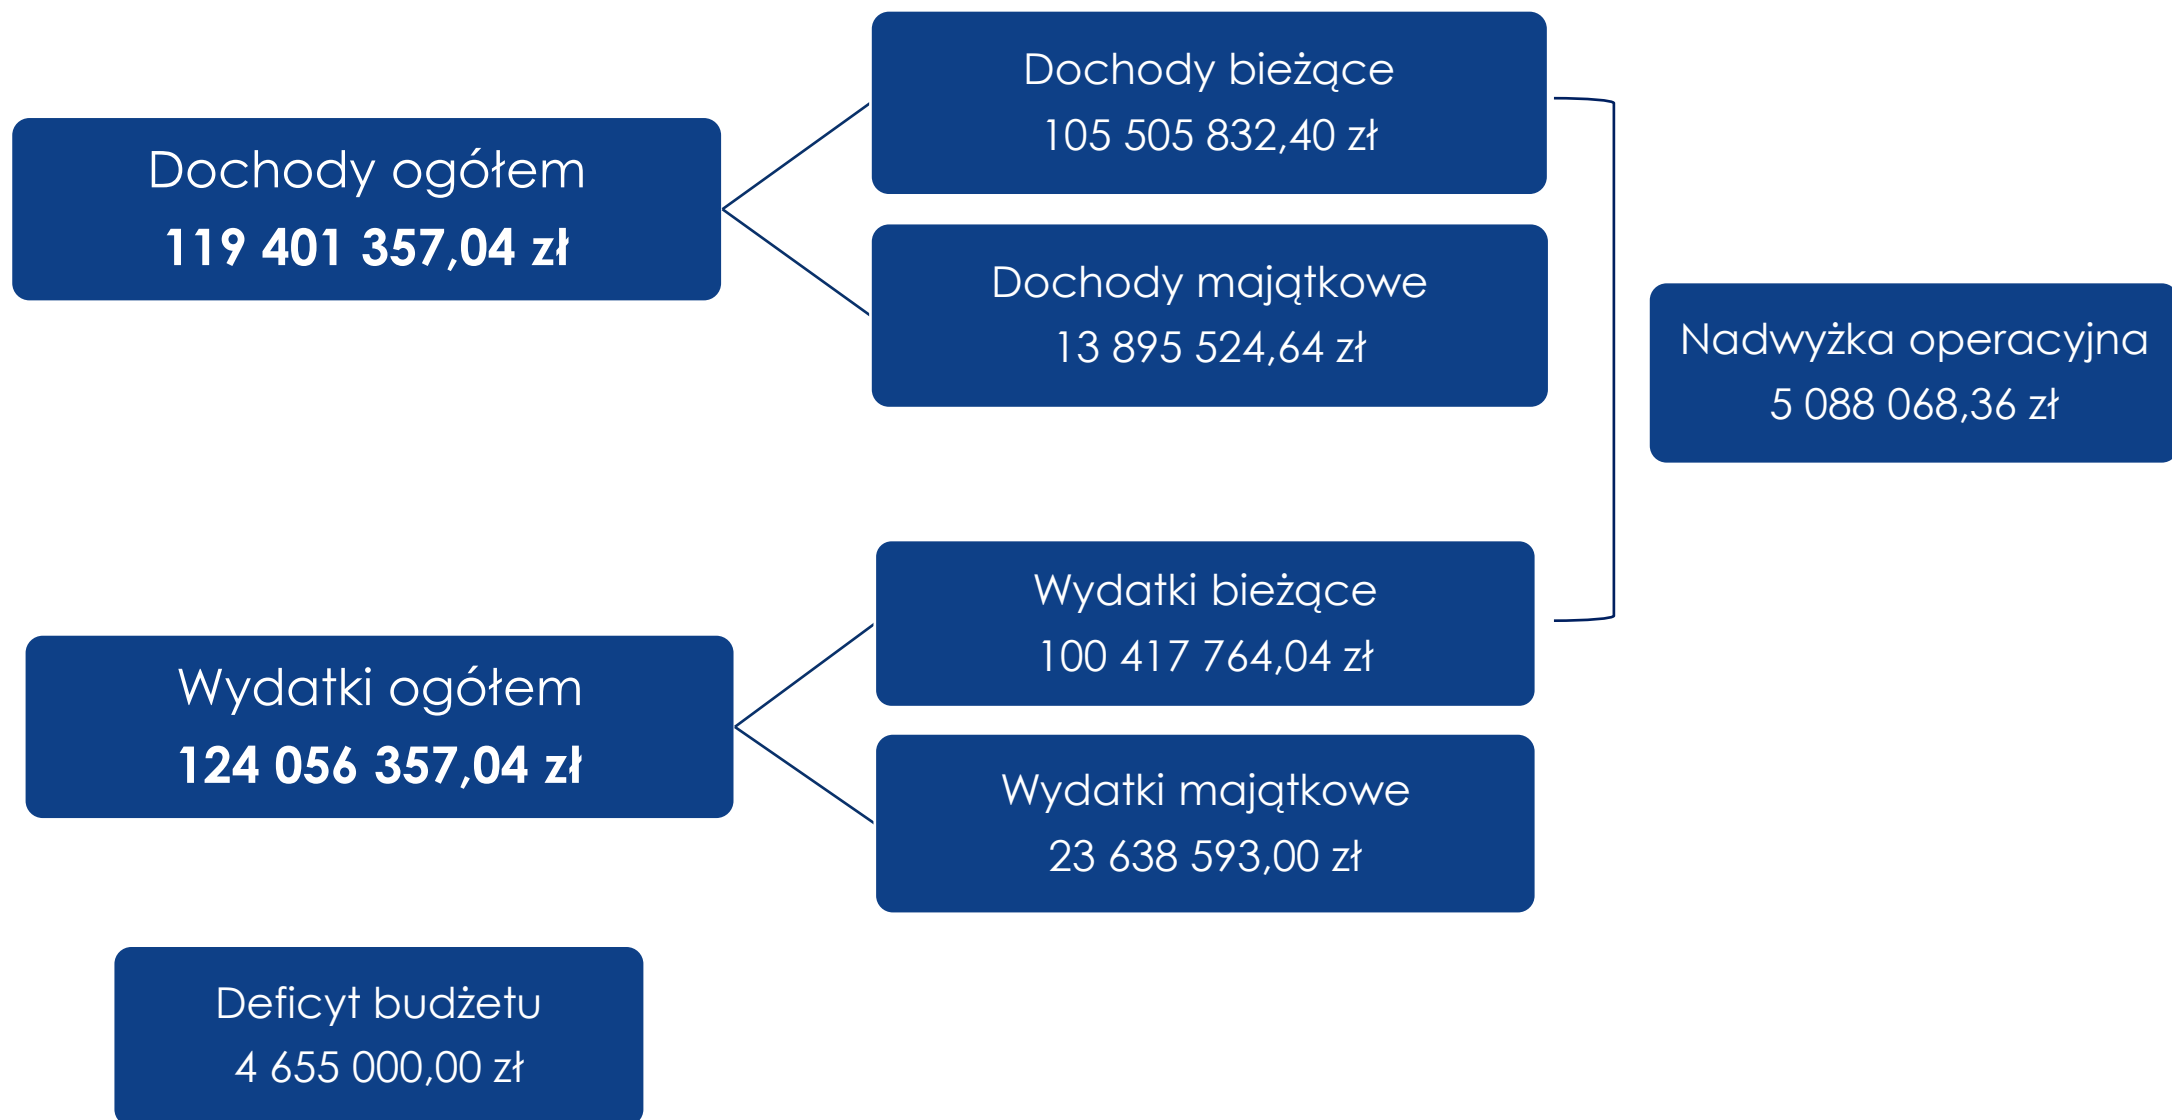 Dochody ogółem
119 401 357,04 zł
Dochody bieżące
105 505 832,40 zł
Dochody majątkowe
13 895 524,64 zł
Nadwyżka operacyjna
5 088 068,36 zł
Wydatki ogółem
124 056 357,04 zł
Wydatki bieżące
100 417 764,04 zł
Wydatki majątkowe
23 638 593,00 zł
Deficyt budżetu
4 655 000,00 zł